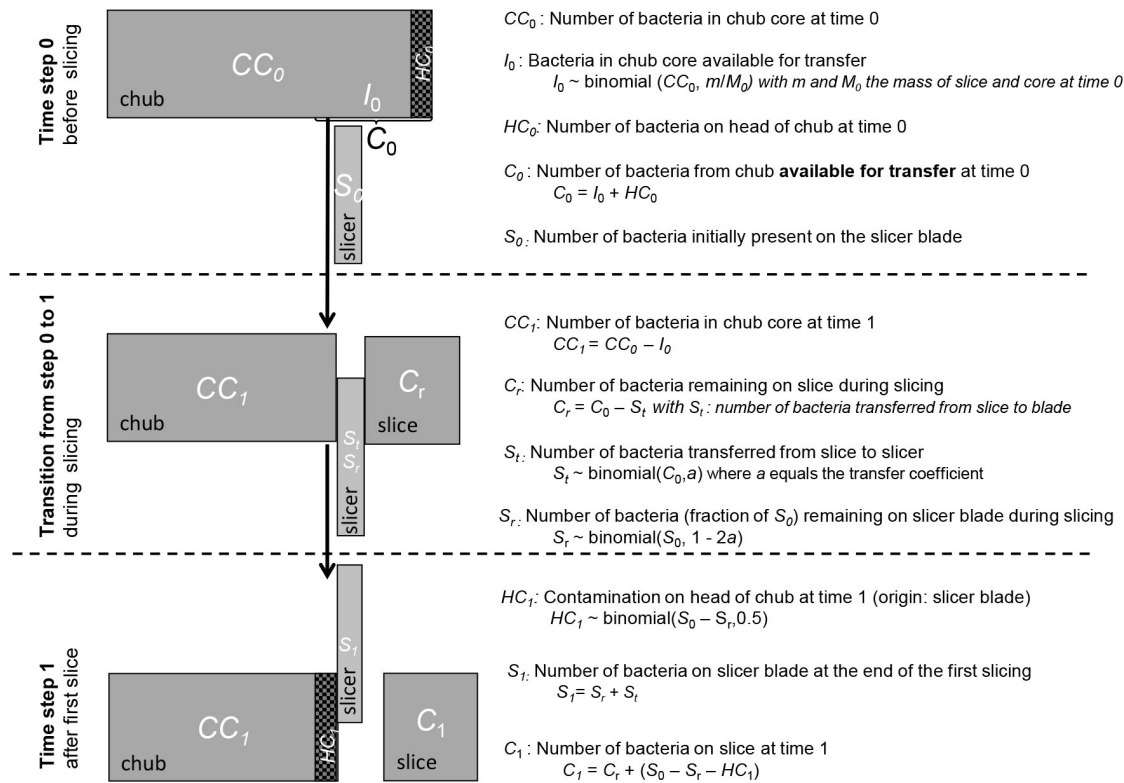 Time step 0
before slicing
CC0
HC0
I0
chub
C0
S0
slicer
CC0 : Number of bacteria in chub core at time 0
I0 : Bacteria in chub core available for transfer
I0 ~ binomial (CC0, m/M0) with m and M0 the mass of slice and core at time 0
HC0: Number of bacteria on head of chub at time 0
C0 : Number of bacteria from chub available for transfer at time 0
C0 = I0 + HC0
S0 : Number of bacteria initially present on the slicer blade
Transition from step 0 to 1
during slicing
CC1
chub
St
Sr
slicer
Cr
slice
CC1: Number of bacteria in chub core at time 1
CC1 = CC0 – I0
Cr: Number of bacteria remaining on slice during slicing
Cr = C0 – St with St : number of bacteria transferred from slice to blade
St : Number of bacteria transferred from slice to slicer
St ~ binomial(C0,a) where a equals the transfer coefficient
Sr : Number of bacteria (fraction of S0) remaining on slicer blade during slicing
Sr ~ binomial(S0, 1 - 2a)
Time step 1
after first slice
CC1
chub
HC1
S1
slicer
C1
slice
HC1: Contamination on head of chub at time 1 (origin: slicer blade)
HC1 ~ binomial(S0 – Sr,0.5)
S1: Number of bacteria on slicer blade at the end of the first slicing
S1= Sr + St
C1 : Number of bacteria on slice at time 1
C1 = Cr + (S0 – Sr – HC1)